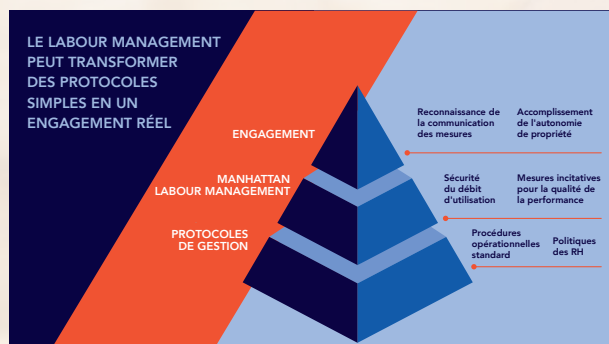 LE LABOUR MANAGEMENT
PEUT TRANSFORMER
DES PROTOCOLES
SIMPLES EN UN
ENGAGEMENT RÉEL
ENGAGEMENT
Reconnaissance de
la communication
des mesures
Accomplissement
de l'autonomie
de propriété
MANHATTAN
LABOUR MANAGEMENT
Sécurité
du débit
d'utilisation
Mesures incitatives
pour la qualité de
la performance
PROTOCOLES
DE GESTION
Procédures
opérationnelles
standard
Politiques
des RH